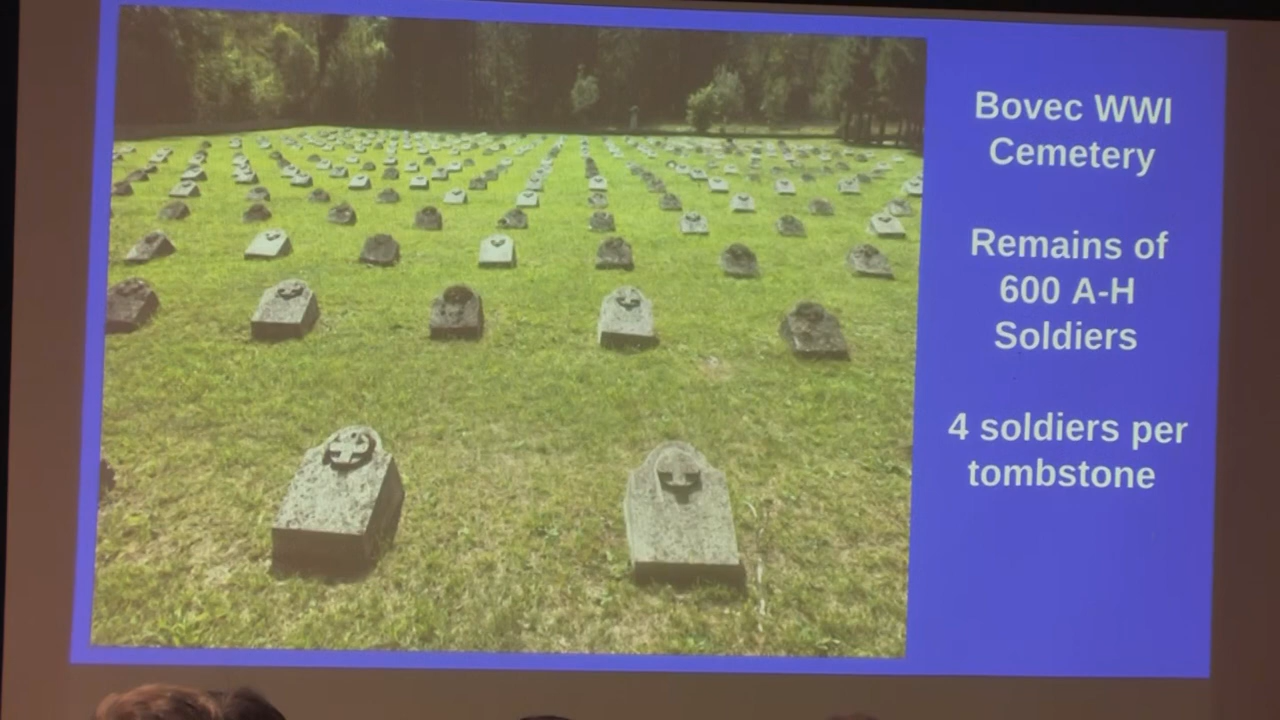 Bovec WWI
Cemetery
Remains of
600 A-H
Soldiers
4 soldiers per
tombstone